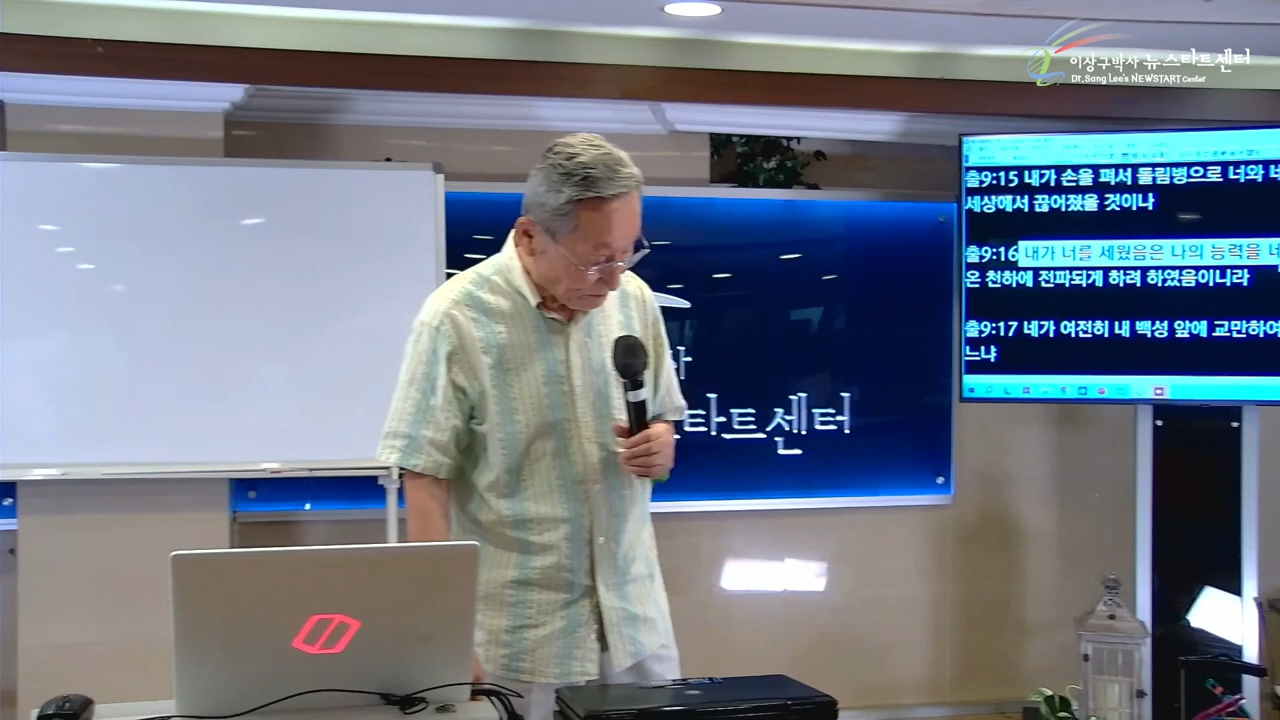 이상구박사 뉴스타트센터
Dr. Sang Lee's NEWSTART Center
출9:15 내가 손을 펴서 돌림병으로 너와
세상에서 끊어졌을 것이나
출9:16 내가 너를 세웠음은 나의 능력을
온 천하에 전파되게 하려 하였음이니라
출9:17 네가 여전히 내 백성 앞에 교만하여
느냐
타트센터